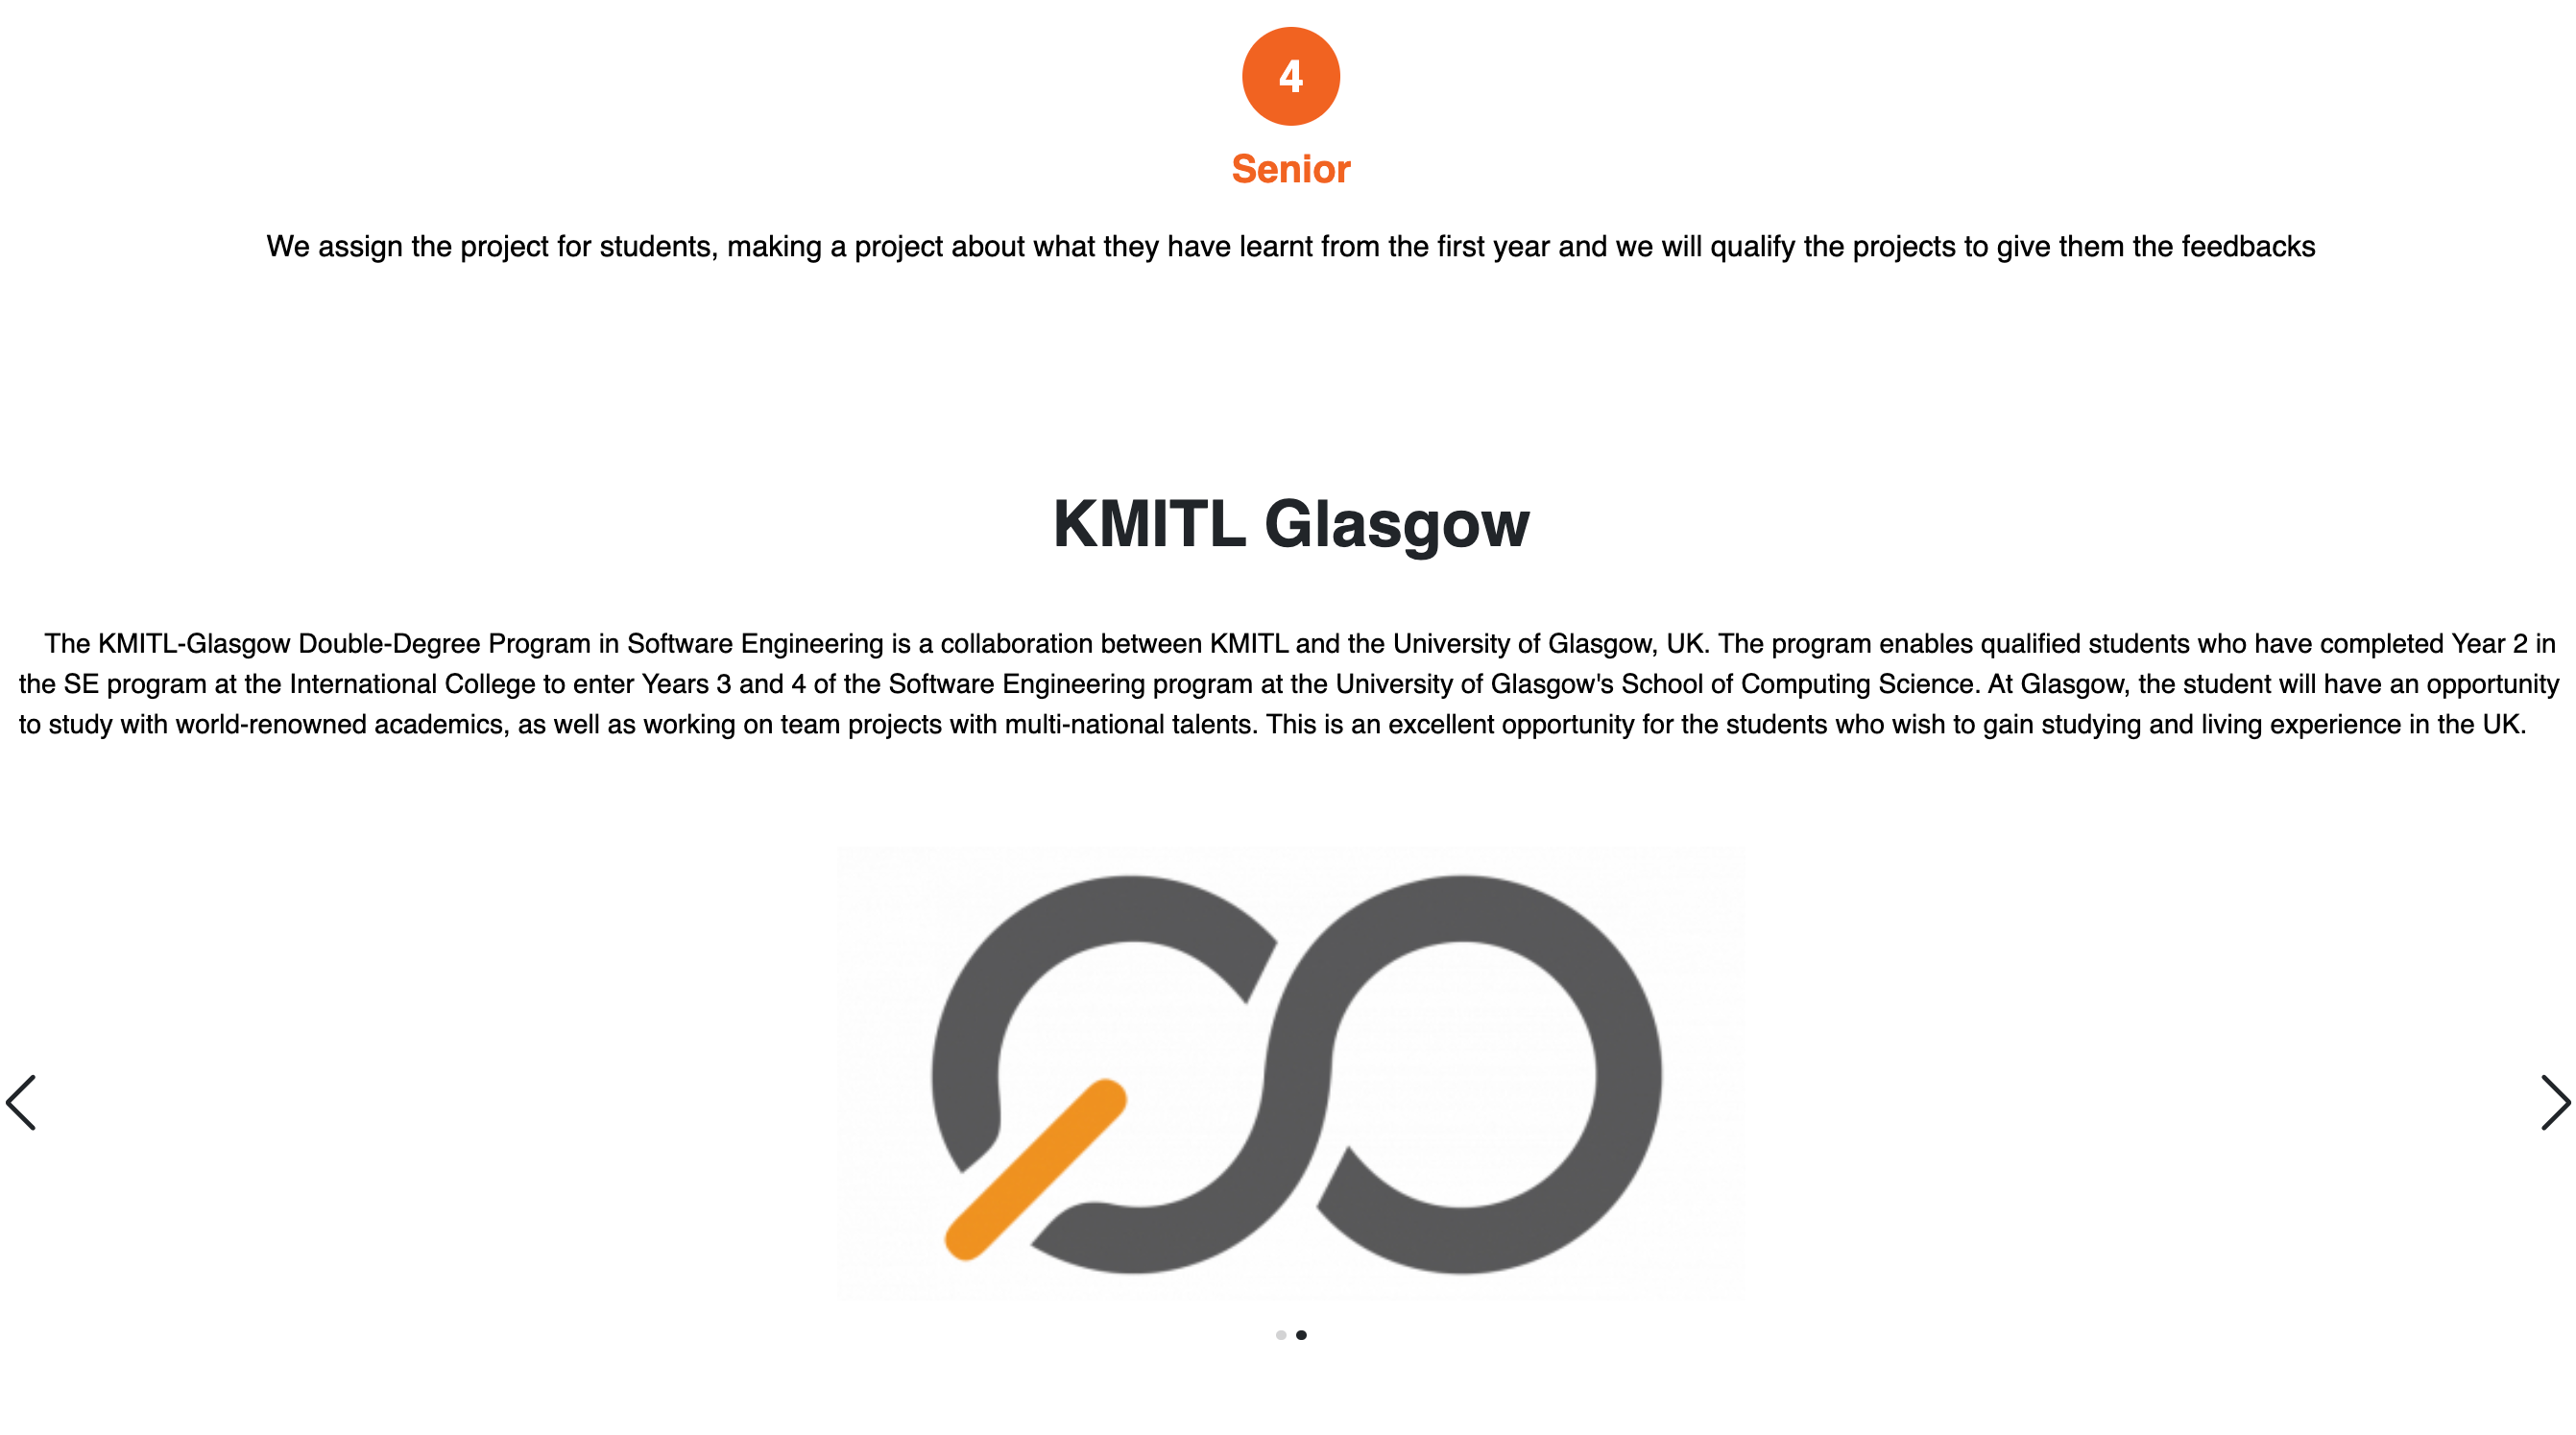 4
Senior
We assign the project for students, making a project about what they have learnt from the first year and we will qualify the projects to give them the feedbacks
KMITL Glasgow
The KMITL-Glasgow Double-Degree Program in Software Engineering is a collaboration between KMITL and the University of Glasgow, UK. The program enables qualified students who have completed Year 2 in
the SE program at the International College to enter Years 3 and 4 of the Software Engineering program at the University of Glasgow's School of Computing Science. At Glasgow, the student will have an opportunity
to study with world-renowned academics, as well as working on team projects with multi-national talents. This is an excellent opportunity for the students who wish to gain studying and living experience in the UK.